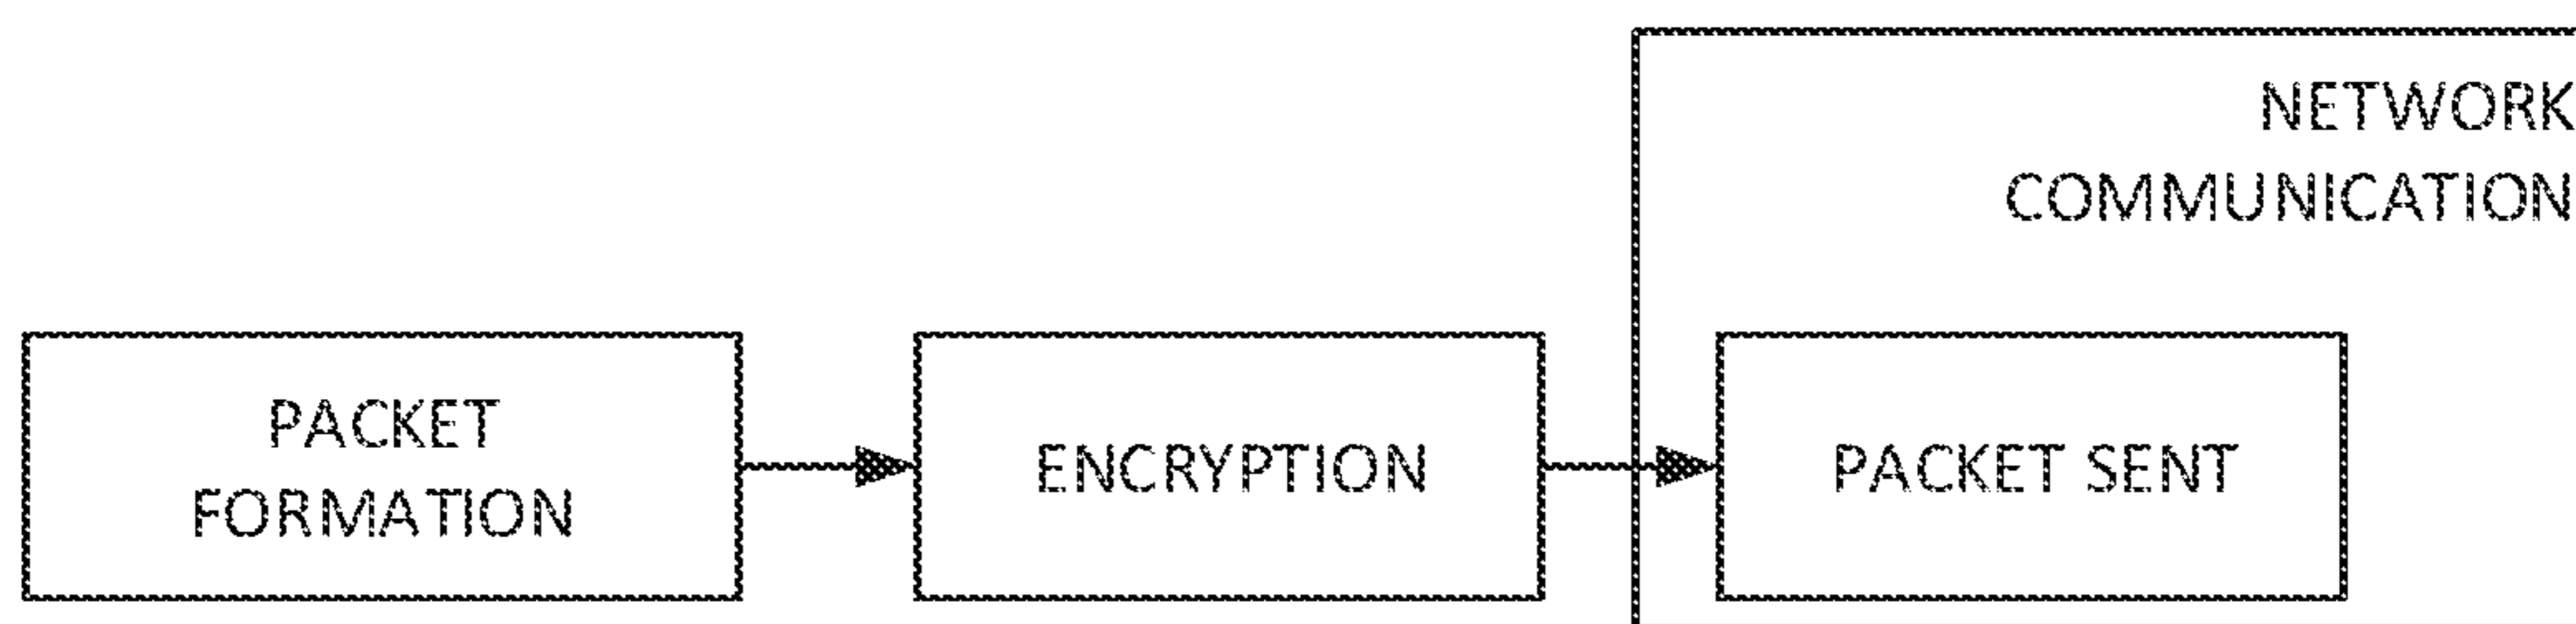 NETWORK
COMMUNICATION
PACKET
FORMATION
ENCRYPTION
PACKET SENT